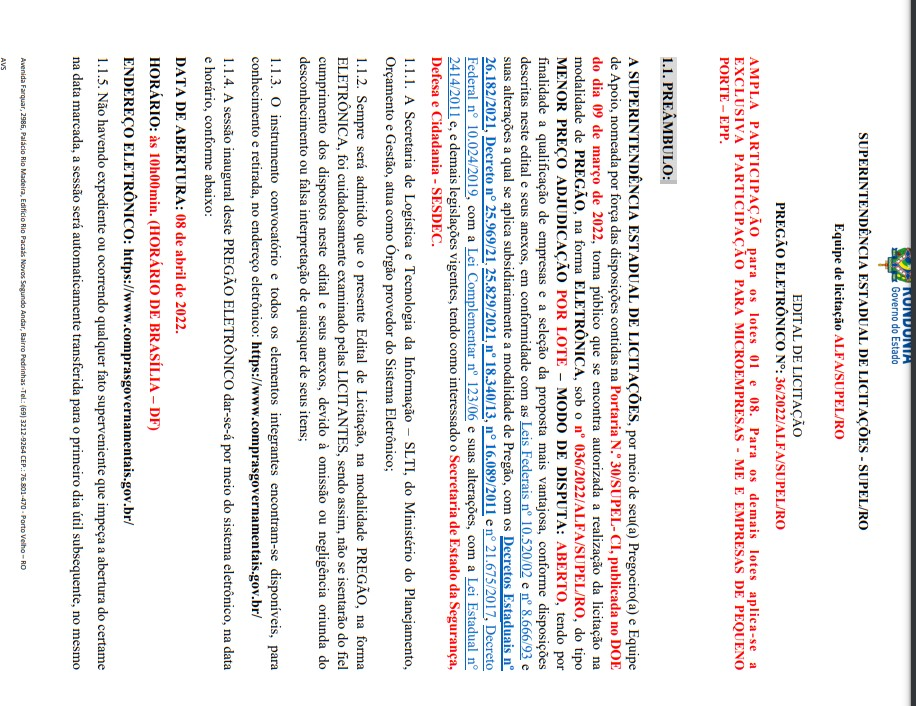 RONDÔNIA
Governo do Estado
SUPERINTENDÊNCIA ESTADUAL DE LICITAÇÕES - SUPEL/RO
Equipe de licitação ALFA/SUPEL/RO
EDITAL DE LICITAÇÃO
PREGÃO ELETRÔNICO Nº: 36/2022/ALFA/SUPEL/RO
AMPLA PARTICIPAÇÃO para os lotes 01 e 08. Para os demais lotes aplica-se a
EXCLUSIVA PARTICIPAÇÃO PARA MICROEMPRESAS - ME E EMPRESAS DE PEQUENO
PORTE – EPP.
1.1. PREÂMBULO:
A SUPERINTENDÊNCIA ESTADUAL DE LICITAÇÕES, por meio de seu(a) Pregoeiro(a) e Equipe
de Apoio, nomeada por força das disposições contidas na Portaria N.º 30/SUPEL- CI, publicada no DOE
do dia 09 de março de 2022, torna público que se encontra autorizada a realização da licitação na
modalidade de PREGÃO, na forma ELETRÔNICA, sob o nº 036/2022/ALFA/SUPEL/RO, do tipo
MENOR PREÇO ADJUDICAÇÃO POR LOTE – MODO DE DISPUTA: ABERTO, tendo por
finalidade a qualificação de empresas e a seleção da proposta mais vantajosa, conforme disposições
descritas neste edital e seus anexos, em conformidade com as Leis Federais nº 10.520/02 e nº 8.666/93 e
suas alterações a qual se aplica subsidiariamente a modalidade de Pregão, com os Decretos Estaduais nº
26.182/2021, Decreto nº 25.969/21 25.829/2021, nº 18.340/13, nº 16.089/2011 e nº 21.675/2017, Decreto
Federal nº 10.024/2019, com a Lei Complementar nº 123/06 e suas alterações, com a Lei Estadual nº
2414/2011 e, e demais legislações vigentes, tendo como interessado o Secretaria de Estado da Segurança,
Defesa e Cidadania - SESDEC.
1.1.1. A Secretaria de Logística e Tecnologia da Informação – SLTI, do Ministério do Planejamento,
Orçamento e Gestão, atua como Órgão provedor do Sistema Eletrônico;
1.1.2. Sempre será admitido que o presente Edital de Licitação, na modalidade PREGÃO, na forma
ELETRÔNICA, foi cuidadosamente examinado pelas LICITANTES, sendo assim, não se isentarão do fiel
cumprimento dos dispostos neste edital e seus anexos, devido à omissão ou negligência oriunda do
desconhecimento ou falsa interpretação de quaisquer de seus itens;
1.1.3. O instrumento convocatório e todos os elementos integrantes encontram-se disponíveis, para
conhecimento e retirada, no endereço eletrônico: https://www.comprasgovernamentais.gov.br/
1.1.4. A sessão inaugural deste PREGÃO ELETRÔNICO dar-se-á por meio do sistema eletrônico, na data
e horário, conforme abaixo:
DATA DE ABERTURA: 08 de abril de 2022.
HORÁRIO: às 10h00min. (HORÁRIO DE BRASÍLIA – DF)
ENDEREÇO ELETRÔNICO: https://www.comprasgovernamentais.gov.br/
1.1.5. Não havendo expediente ou ocorrendo qualquer fato superveniente que impeça a abertura do certame
na data marcada, a sessão será automaticamente transferida para o primeiro dia útil subsequente, no mesmo
Avenida Farquar, 2986, Palácio Rio Madeira, Edifício Rio Pacaás Novos Segundo Andar, Bairro Pedrinhas -Tel.: (69) 3212-9264 CEP.: 76.801-470 - Porto Velho – RO
AVS